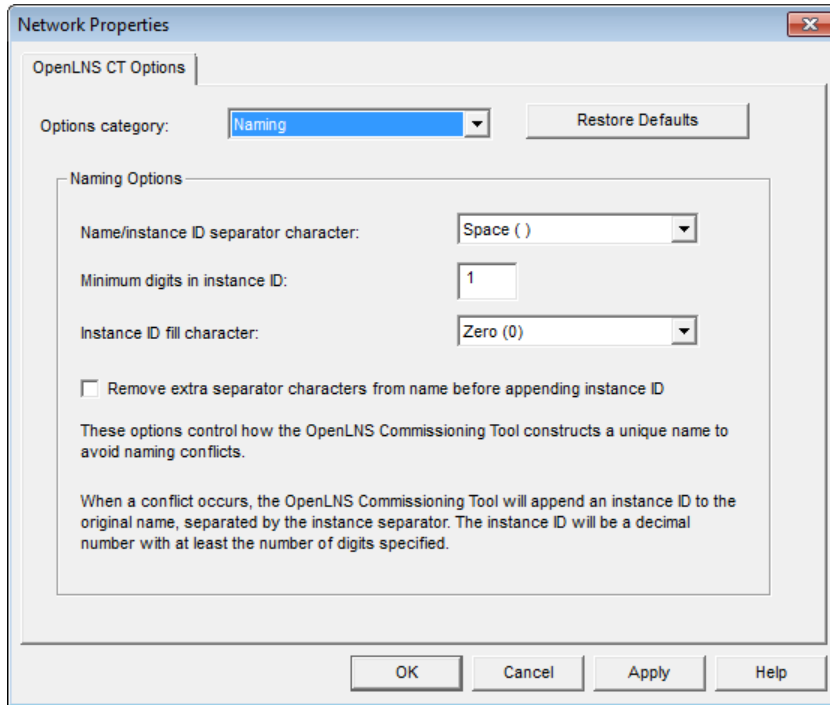 Network Properties
OpenLNS CT Options
Options category:
Naming
Restore Defaults
Naming Options
Name/instance ID separator character:
Space ( )
Minimum digits in instance ID:
1
Instance ID fill character:
Zero (0)
Remove extra separator characters from name before appending instance ID
These options control how the OpenLNS Commissioning Tool constructs a unique name to
avoid naming conflicts.
When a conflict occurs, the OpenLNS Commissioning Tool will append an instance ID to the
original name, separated by the instance separator. The instance ID will be a decimal
number with at least the number of digits specified.
OK
Cancel
Apply
Help